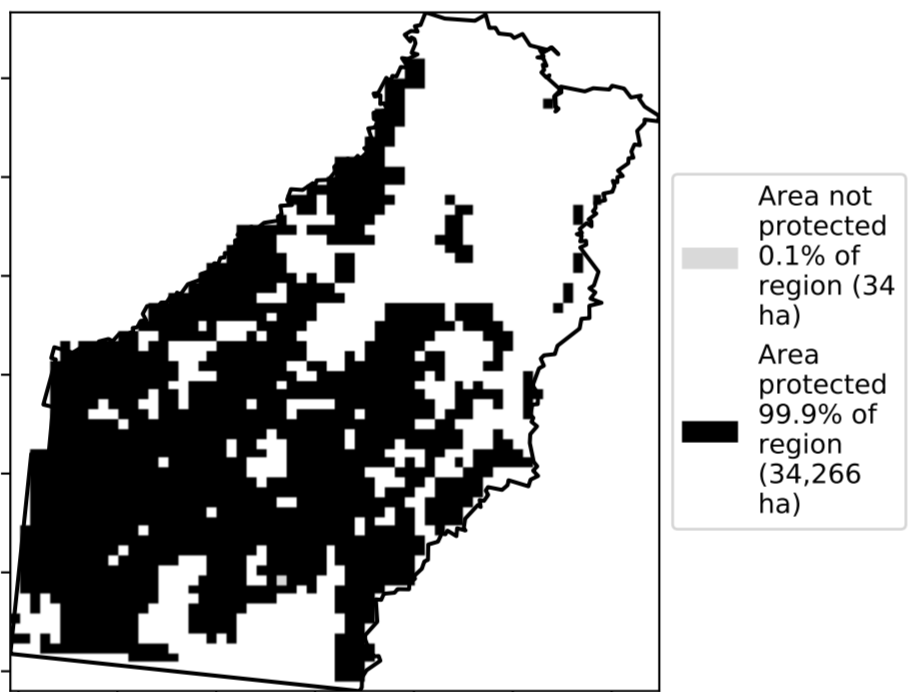 Area not
protected
0.1% of
region (34
ha)
Area
protected
99.9% of
region
(34,266
ha)